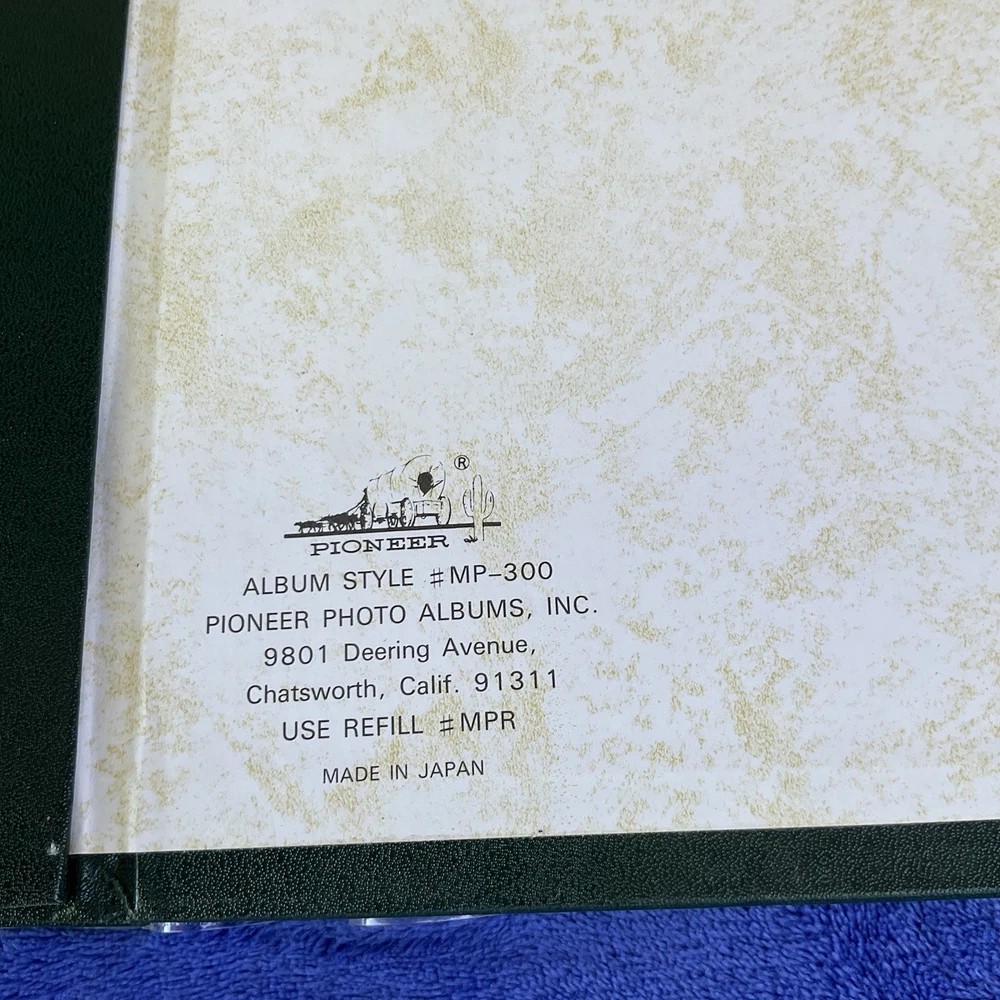 ®
PIONEER
ALBUM STYLE #MP-300
PIONEER PHOTO ALBUMS, INC.
9801 Deering Avenue,
Chatsworth, Calif. 91311
USE REFILL #MPR
MADE IN JAPAN